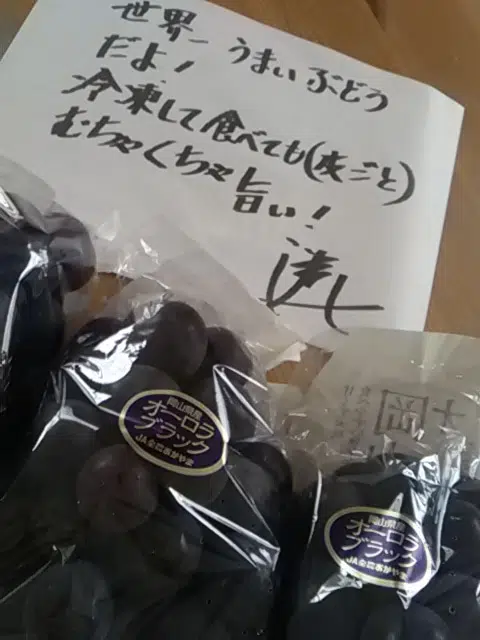 世界一うまいぶどう
だよ!
冷凍して食べても(皮ごと)
むちゃくちゃ旨い!
岡山県産
オーロラ
ブラック
JA全農おかやま
岡山県産
オーロラ
ブラック
JA全農おかやま